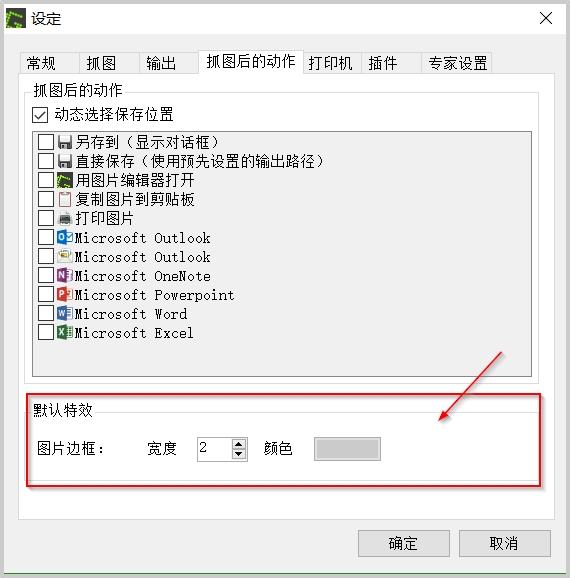 设定
常规 抓图 输出 抓图后的动作 打印机 插件 专家设置
抓图后的动作
动态选择保存位置
另存到（显示对话框）
直接保存（使用预先设置的输出路径）
用图片编辑器打开
复制图片到剪贴板
打印图片
Microsoft Outlook
Microsoft Outlook
Microsoft OneNote
Microsoft Powerpoint
Microsoft Word
Microsoft Excel
默认特效
图片边框： 宽度 2 颜色
确定 取消